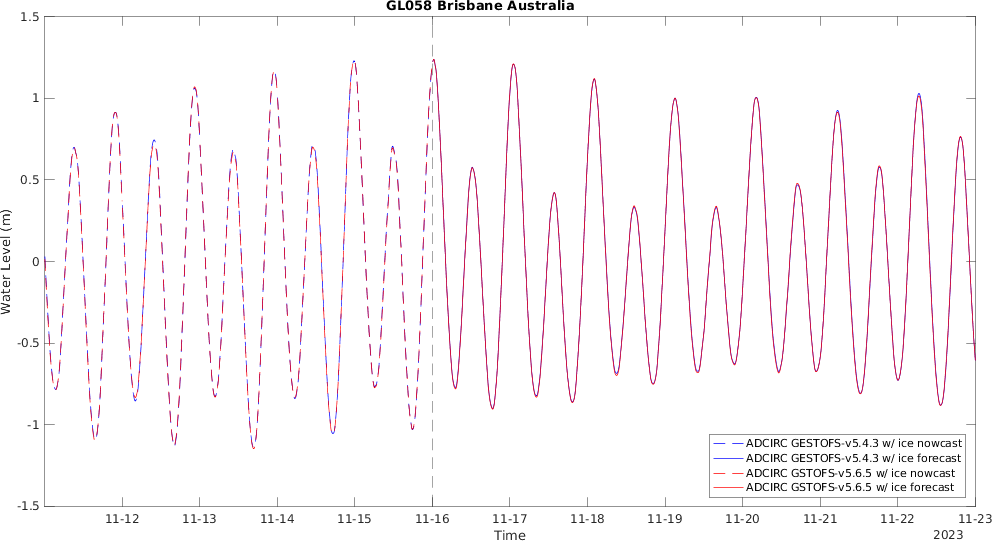 GL058 Brisbane Australia
1.5
1
0.5
0
-0.5
-1
-1.5
Water Level (m)
11-12
11-13
11-14
11-15
11-16
11-17
11-18
11-19
11-20
11-21
11-22
11-23
Time
2023
ADCIRC GESTOFS-v5.4.3 w/ ice nowcast
ADCIRC GESTOFS-v5.4.3 w/ ice forecast
ADCIRC GSTOFS-v5.6.5 w/ ice nowcast
ADCIRC GSTOFS-v5.6.5 w/ ice forecast